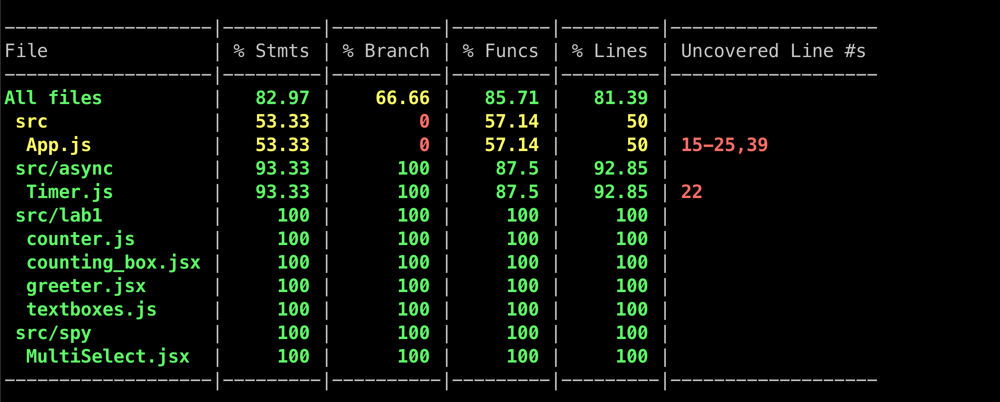 --------------------|---------|----------|---------|---------|-------------------
File                | % Stmts | % Branch | % Funcs | % Lines | Uncovered Line #s
--------------------|---------|----------|---------|---------|-------------------
All files           |   82.97 |    66.66 |   85.71 |   81.39 |
 src                |   53.33 |        0 |   57.14 |      50 |
  App.js            |   53.33 |        0 |   57.14 |      50 | 15-25,39
 src/async          |   93.33 |      100 |    87.5 |   92.85 |
  Timer.js          |   93.33 |      100 |    87.5 |   92.85 | 22
 src/lab1           |     100 |      100 |     100 |     100 |
  counter.js        |     100 |      100 |     100 |     100 |
  counting_box.jsx  |     100 |      100 |     100 |     100 |
  greeter.jsx       |     100 |      100 |     100 |     100 |
  textboxes.js      |     100 |      100 |     100 |     100 |
 src/spy            |     100 |      100 |     100 |     100 |
  MultiSelect.jsx   |     100 |      100 |     100 |     100 |
--------------------|---------|----------|---------|---------|-------------------